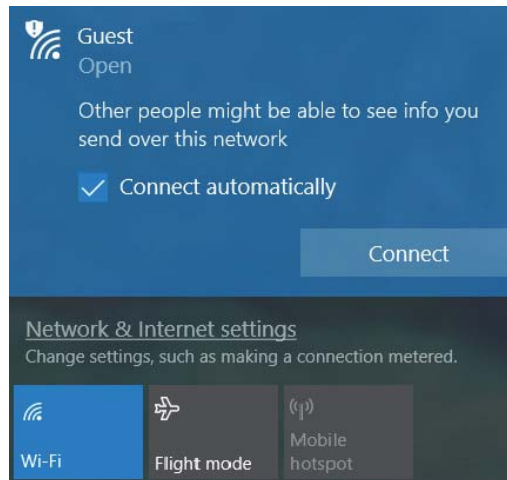 Guest
Open
Other people might be able to see info you
send over this network
Connect automatically
Connect
Network & Internet settings
Change settings, such as making a connection metered.
Wi-Fi
Flight mode
Mobile
hotspot